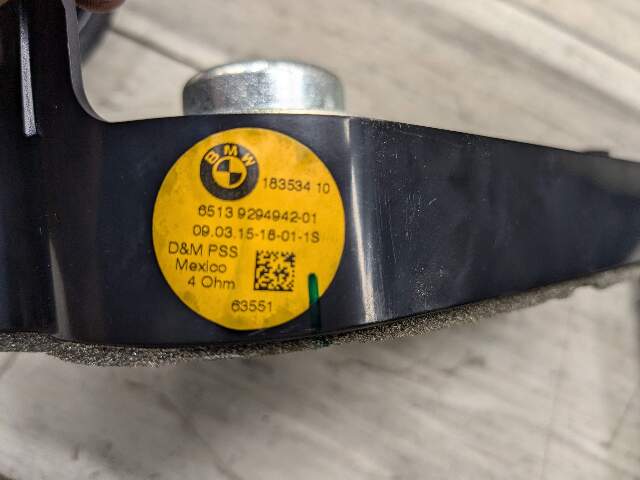 BMW
183534 10
6513 9294942-01
09.03.15-18-01-1S
D&M PSS
Mexico
4 Ohm
63551